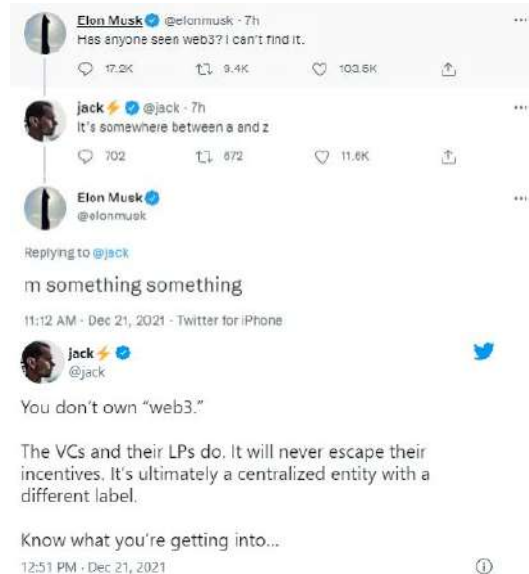 Elon Musk @elonmusk · 7h
Has anyone seen web3? I can't find it.
17.2K 9.4K 103.6K
jack⚡ @jack · 7h
It's somewhere between a and z
702 672 11.6K
Elon Musk
@elonmusk
Replying to @jack
m something something
11:12 AM · Dec 21, 2021 · Twitter for iPhone
jack⚡
@jack
You don't own “web3.”
The VCs and their LPs do. It will never escape their
incentives. It's ultimately a centralized entity with a
different label.
Know what you're getting into...
12:51 PM · Dec 21, 2021